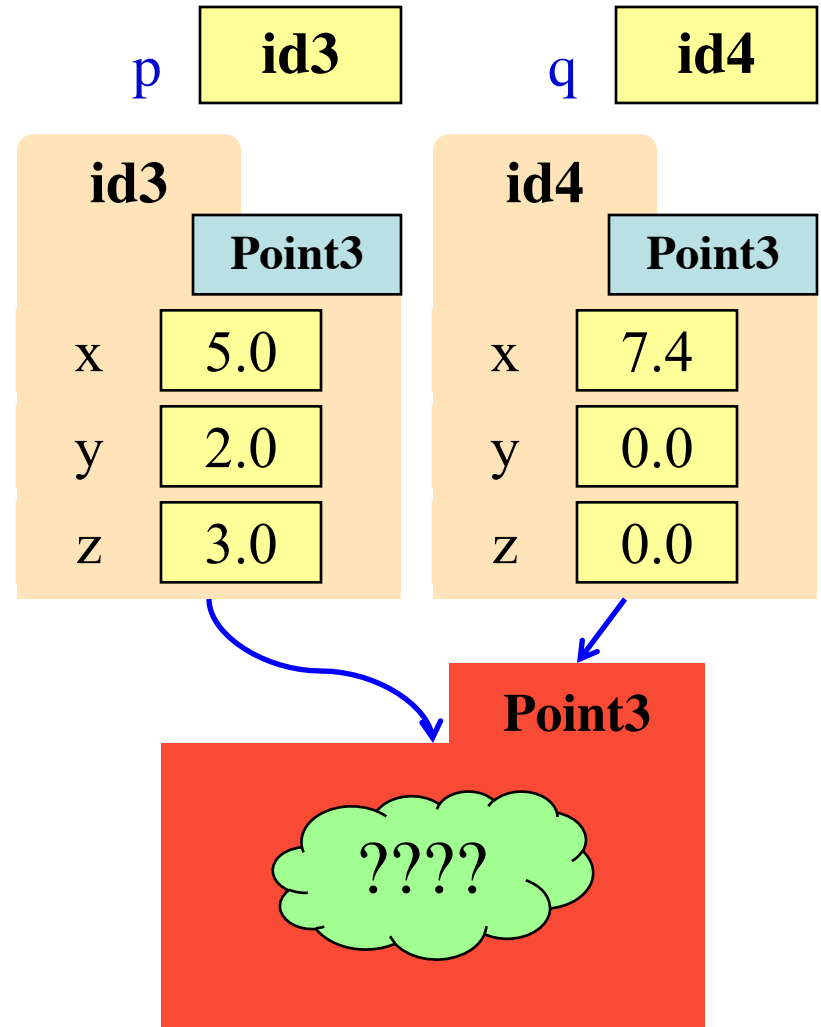 p id3
q id4
id3
Point3
x 5.0
y 2.0
z 3.0
id4
Point3
x 7.4
y 0.0
z 0.0
Point3
????